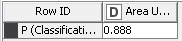 Row ID D Area U...
P (Classificati... 0.888